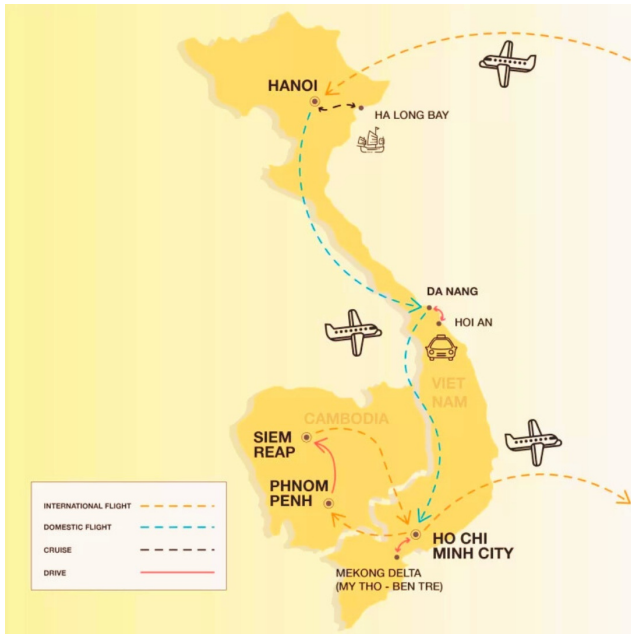 HANOI
HA LONG BAY
DA NANG
HOI AN
VIET
NAM
CAMBODIA
SIEM
REAP
PHNOM
PENH
HO CHI
MINH CITY
MEKONG DELTA
(MY THO - BEN TRE)
INTERNATIONAL FLIGHT
DOMESTIC FLIGHT
CRUISE
DRIVE